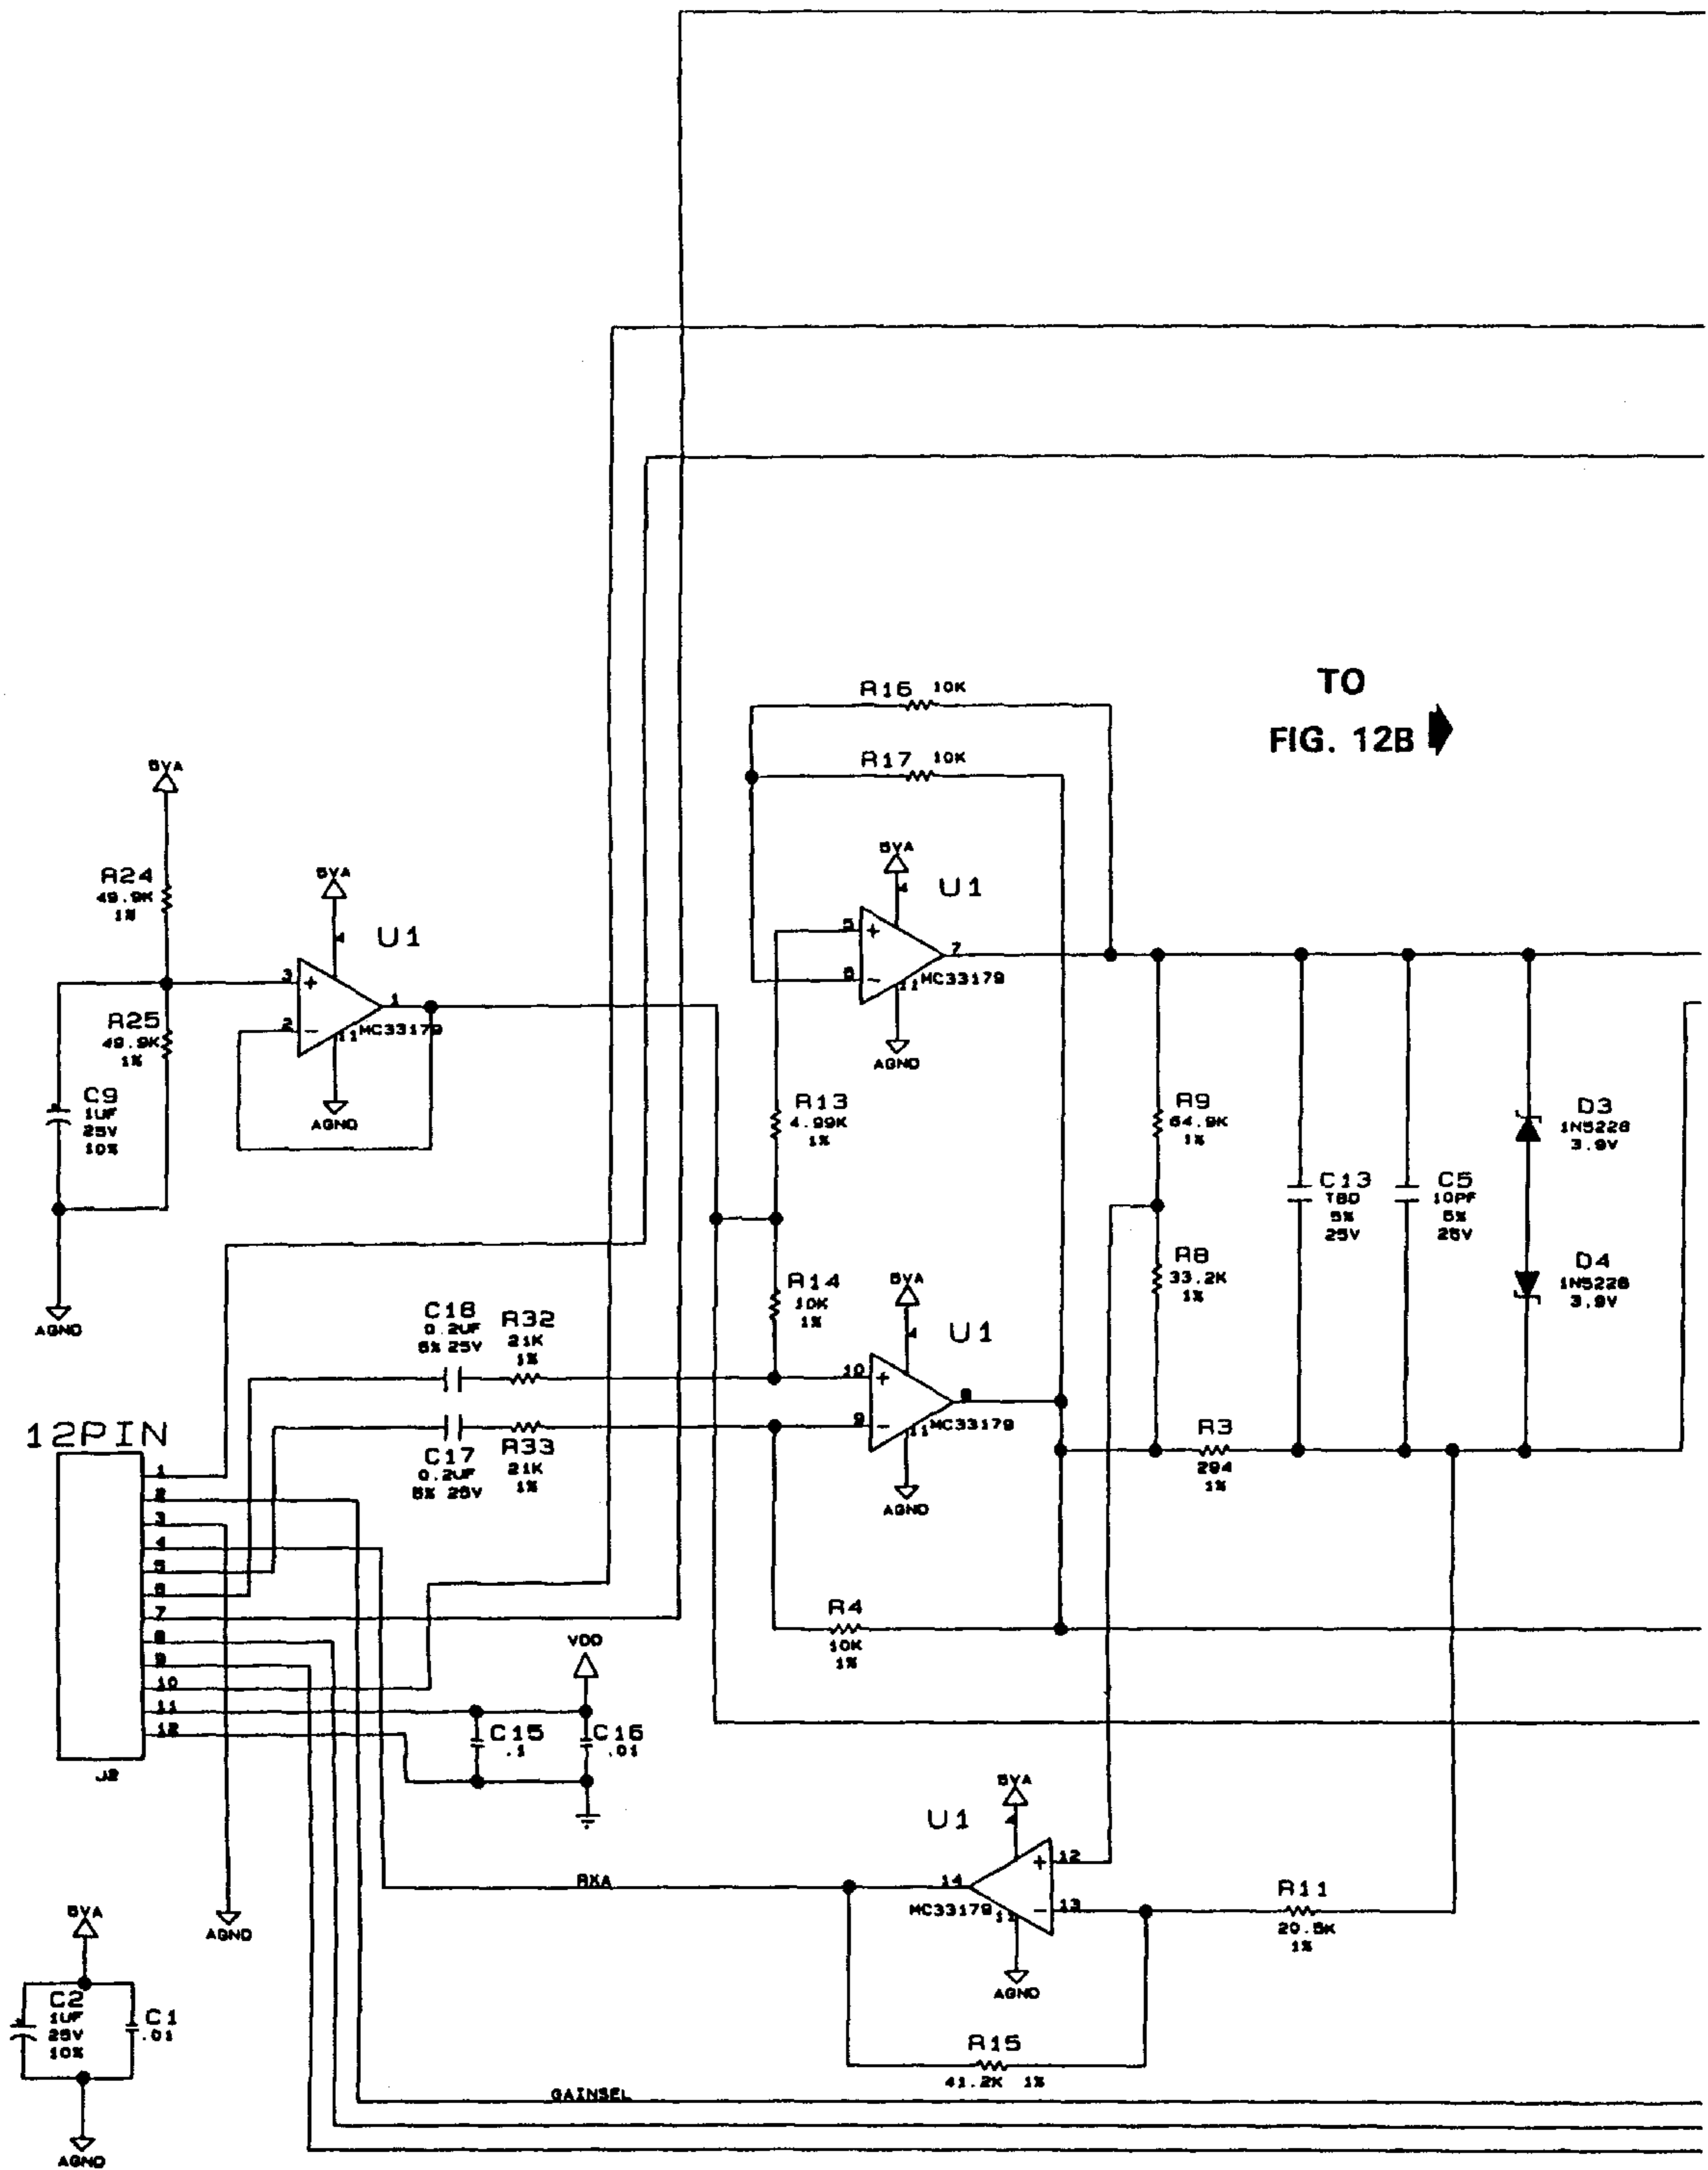 TO
FIG. 12B
R16 10K
R17 10K
5VA
R24
49.9K
1%
5VA
4
U1
3
+
2
-
1
11
MC33179
AGND
R25
49.9K
1%
C9
1UF
25V
10%
AGND
5VA
4
U1
5
+
6
-
7
11
MC33179
AGND
R13
4.99K
1%
R9
64.9K
1%
D3
1N5228
3.9V
C13
TBD
5%
25V
C5
10PF
5%
25V
R14
10K
1%
R8
33.2K
1%
D4
1N5228
3.9V
C18
0.2UF
5% 25V
R32
21K
1%
5VA
4
U1
10
+
9
-
8
11
MC33179
AGND
C17
0.2UF
5% 25V
R33
21K
1%
R3
294
1%
12PIN
1
2
3
4
5
6
7
8
9
10
11
12
J2
R4
10K
1%
VDD
C15
.1
C16
.01
AGND
5VA
4
U1
12
+
13
-
14
11
MC33179
AGND
RXA
R11
20.5K
1%
R15
41.2K 1%
5VA
C2
1UF
25V
10%
C1
.01
AGND
GAINSEL